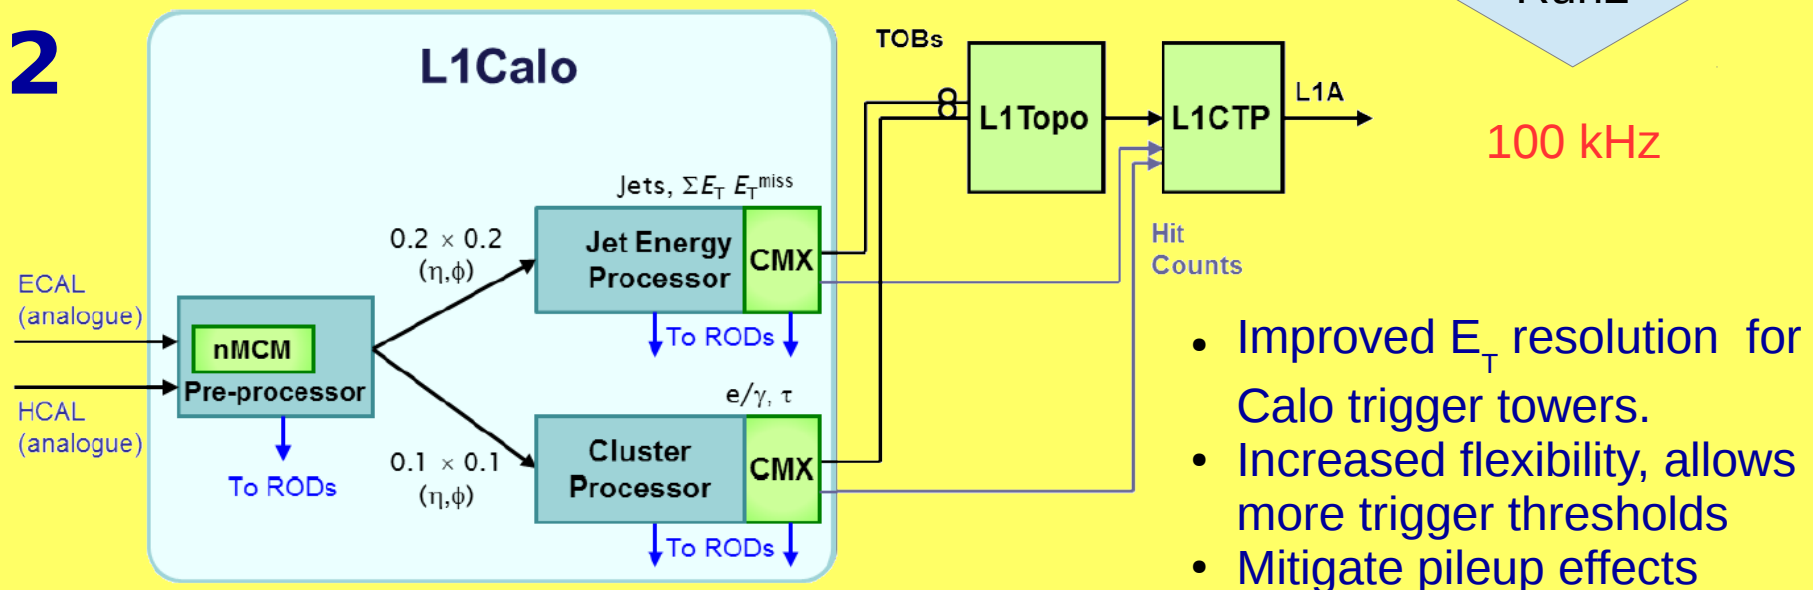 Run2
2
L1Calo
TOBs
L1Topo
L1CTP
L1A
100 kHz
Jets, ΣE_T E_T^miss
0.2 × 0.2
(η,ϕ)
Jet Energy
Processor
CMX
Hit
Counts
To RODs
ECAL
(analogue)
nMCM
Pre-processor
HCAL
(analogue)
To RODs
e/γ, τ
0.1 × 0.1
(η,ϕ)
Cluster
Processor
CMX
To RODs
• Improved E_T resolution for
Calo trigger towers.
• Increased flexibility, allows
more trigger thresholds
• Mitigate pileup effects